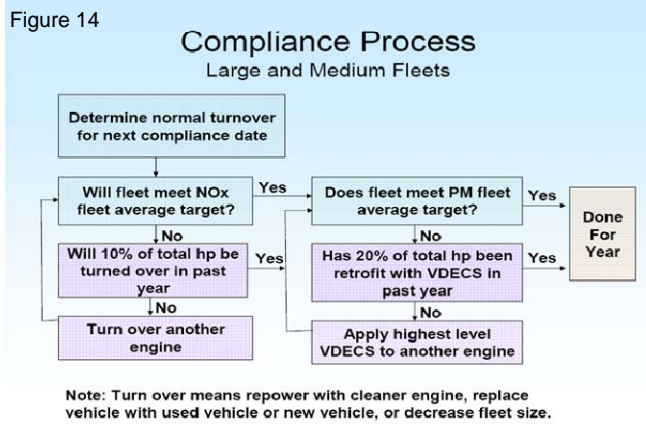 Figure 14
Compliance Process
Large and Medium Fleets
Determine normal turnover
for next compliance date
Will fleet meet NOx
fleet average target?
Yes
Does fleet meet PM fleet
average target?
Yes
Done
For
Year
No
No
Will 10% of total hp be
turned over in past
year
Yes
Has 20% of total hp been
retrofit with VDECS in
past year
Yes
No
No
Turn over another
engine
Apply highest level
VDECS to another engine
Note: Turn over means repower with cleaner engine, replace
vehicle with used vehicle or new vehicle, or decrease fleet size.